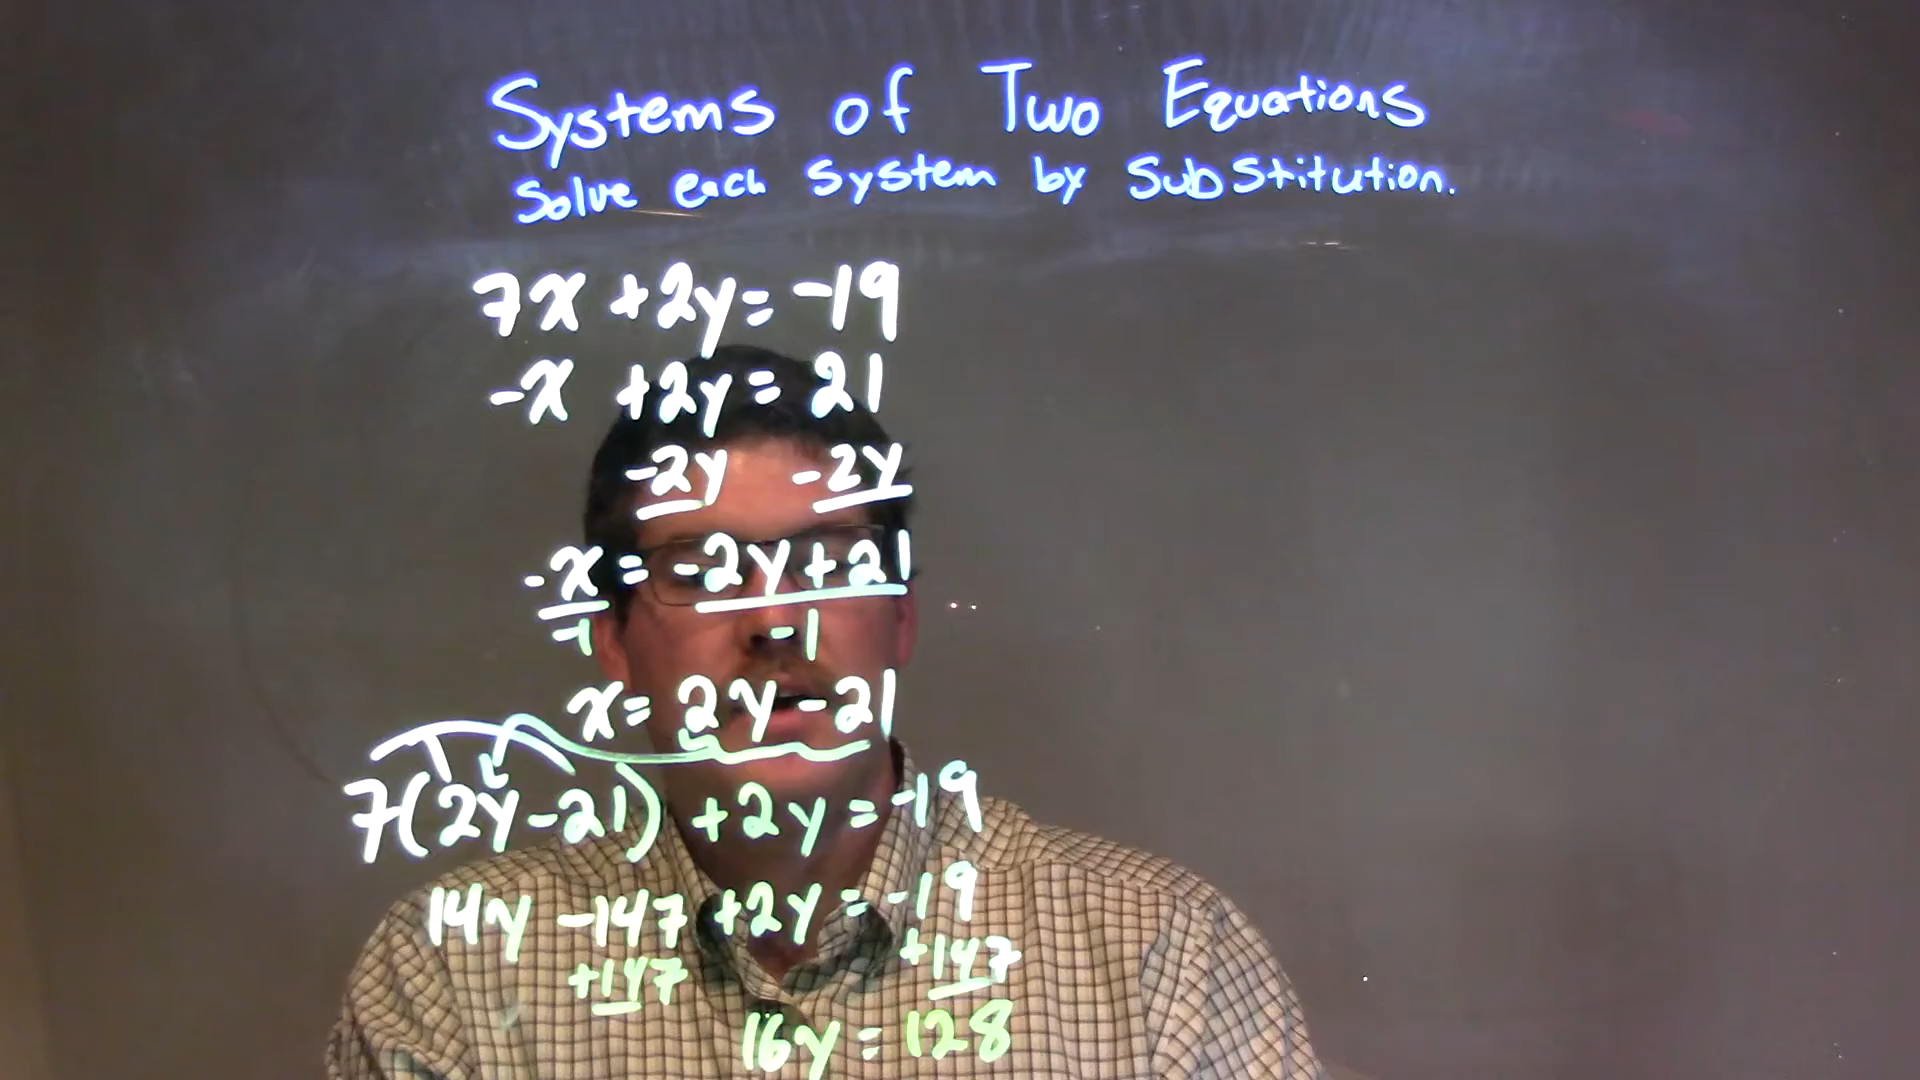 Systems of Two Equations
Solve each system by Substitution.
7x +2y = -19
-x +2y = 21
-2y -2y
-x = -2y+21
-1 -1
x = 2y - 21
7(2y-21) +2y = -19
14y -147 +2y = -19
+147 +147
16y = 128